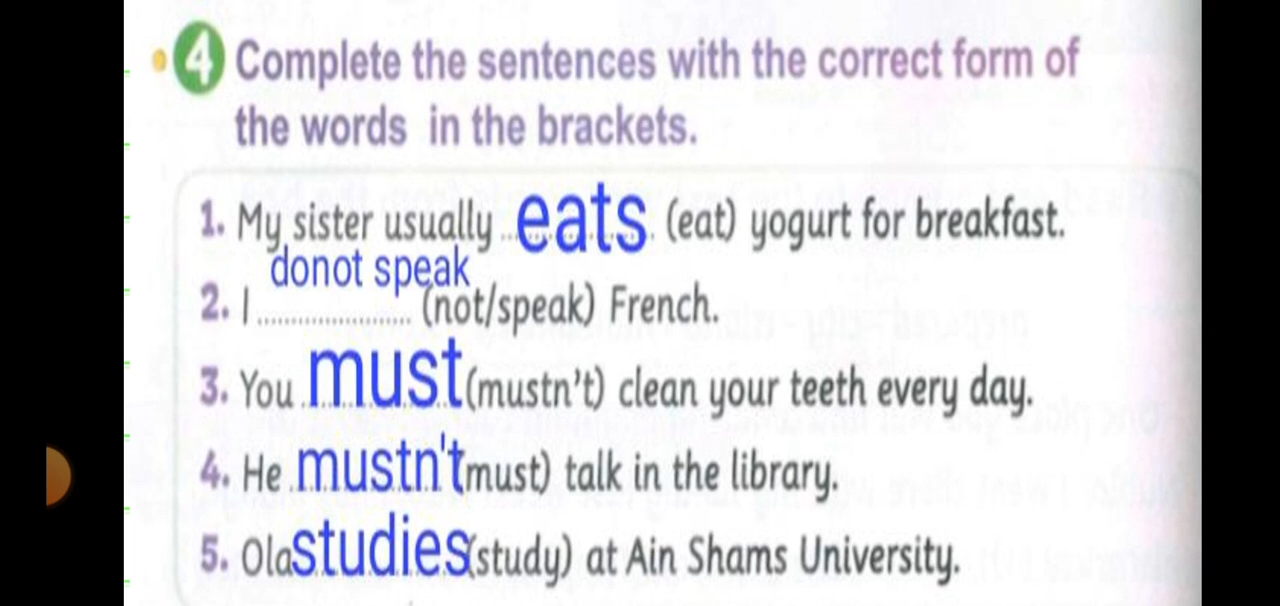 4 Complete the sentences with the correct form of
the words in the brackets.
1. My sister usually eats (eat) yogurt for breakfast.
2. I donot speak (not/speak) French.
3. You must (mustn't) clean your teeth every day.
4. He mustn't must) talk in the library.
5. Ola studies (study) at Ain Shams University.